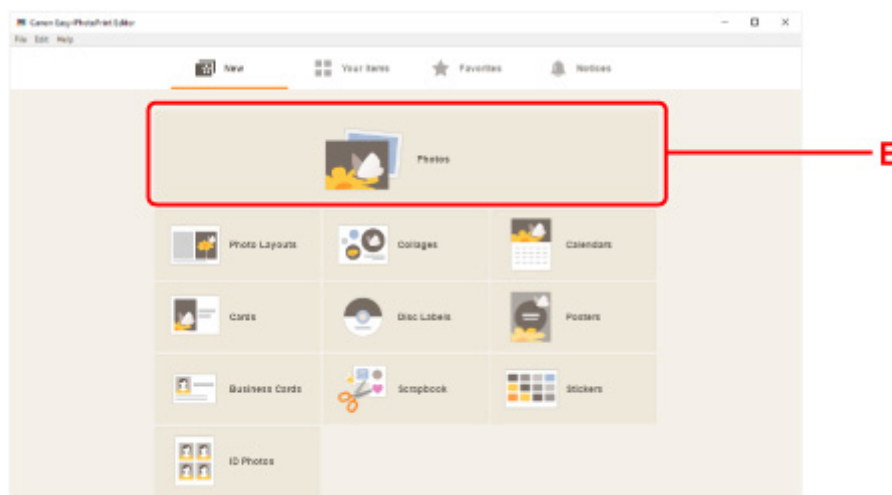 Canon Easy-PhotoPrint Editor
File Edit Help
New Your Items Favorites Notices
Photos
B
Photo Layouts Collages Calendars
Cards Disc Labels Posters
Business Cards Scrapbook Stickers
ID Photos